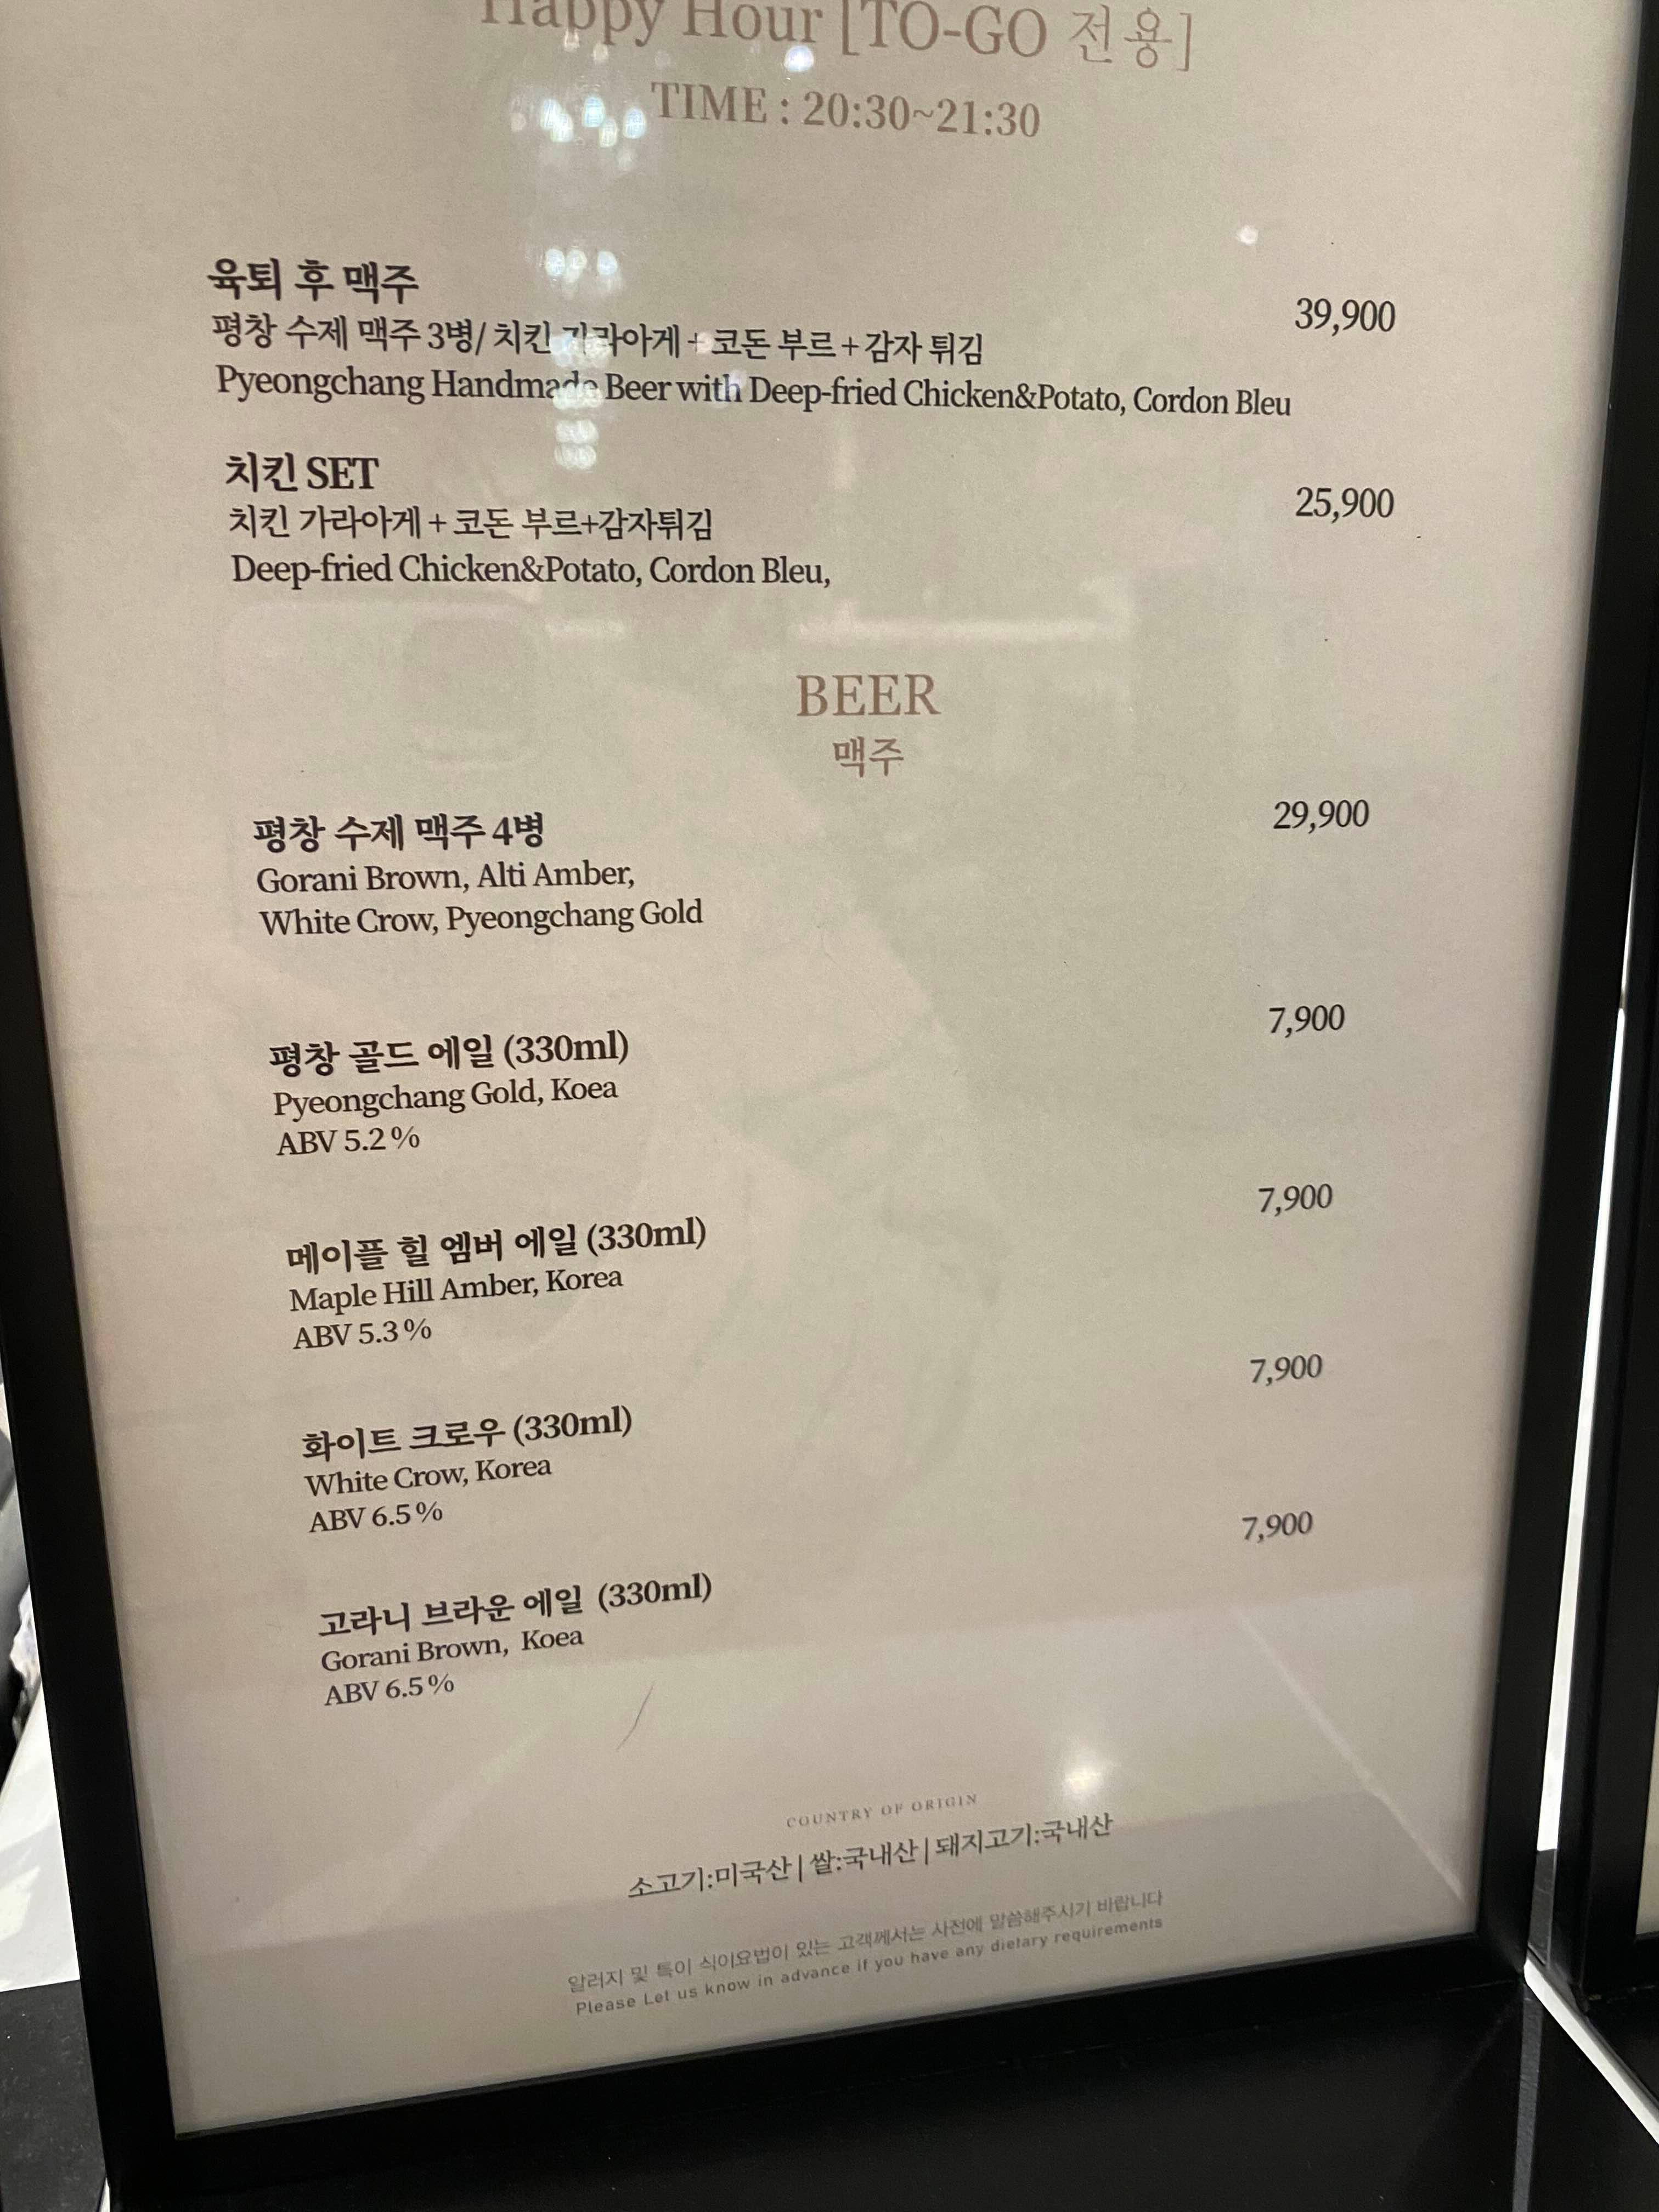 Happy Hour [TO-GO 전용]
TIME : 20:30~21:30
육퇴 후 맥주
39,900
평창 수제 맥주 3병/ 치킨 가라아게 + 코돈 부르 + 감자 튀김
Pyeongchang Handmade Beer with Deep-fried Chicken&Potato, Cordon Bleu
치킨 SET
25,900
치킨 가라아게 + 코돈 부르+감자튀김
Deep-fried Chicken&Potato, Cordon Bleu,
BEER
맥주
평창 수제 맥주 4병
29,900
Gorani Brown, Alti Amber,
White Crow, Pyeongchang Gold
평창 골드 에일 (330ml)
7,900
Pyeongchang Gold, Koea
ABV 5.2 %
메이플 힐 엠버 에일 (330ml)
7,900
Maple Hill Amber, Korea
ABV 5.3 %
화이트 크로우 (330ml)
7,900
White Crow, Korea
ABV 6.5 %
고라니 브라운 에일 (330ml)
7,900
Gorani Brown, Koea
ABV 6.5 %
COUNTRY OF ORIGIN
소고기:미국산 | 쌀:국내산 | 돼지고기:국내산
알러지 및 특이 식이요법이 있는 고객께서는 사전에 말씀해주시기 바랍니다
Please Let us know in advance if you have any dietary requirements